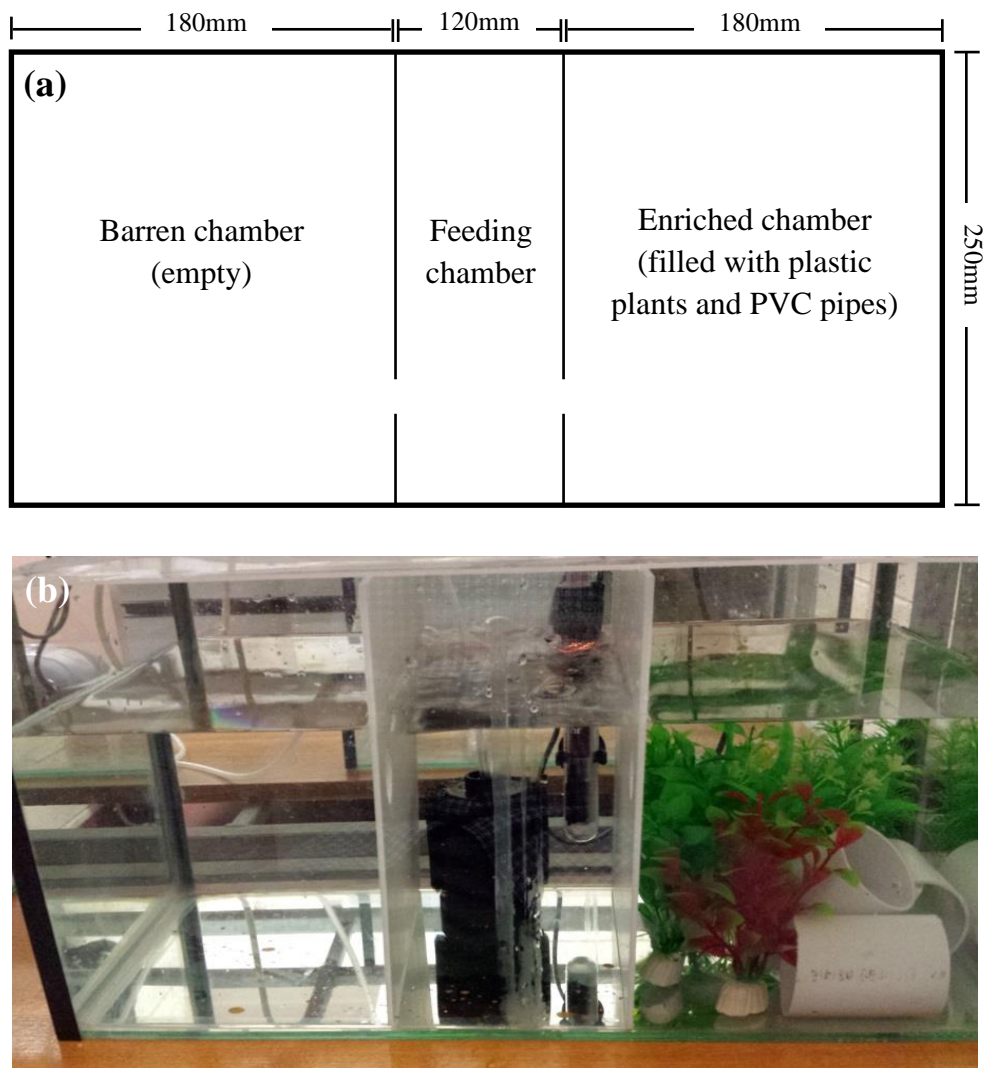 180mm 120mm 180mm
(a)
Barren chamber
(empty)
Feeding
chamber
Enriched chamber
(filled with plastic
plants and PVC pipes)
250mm
(b)